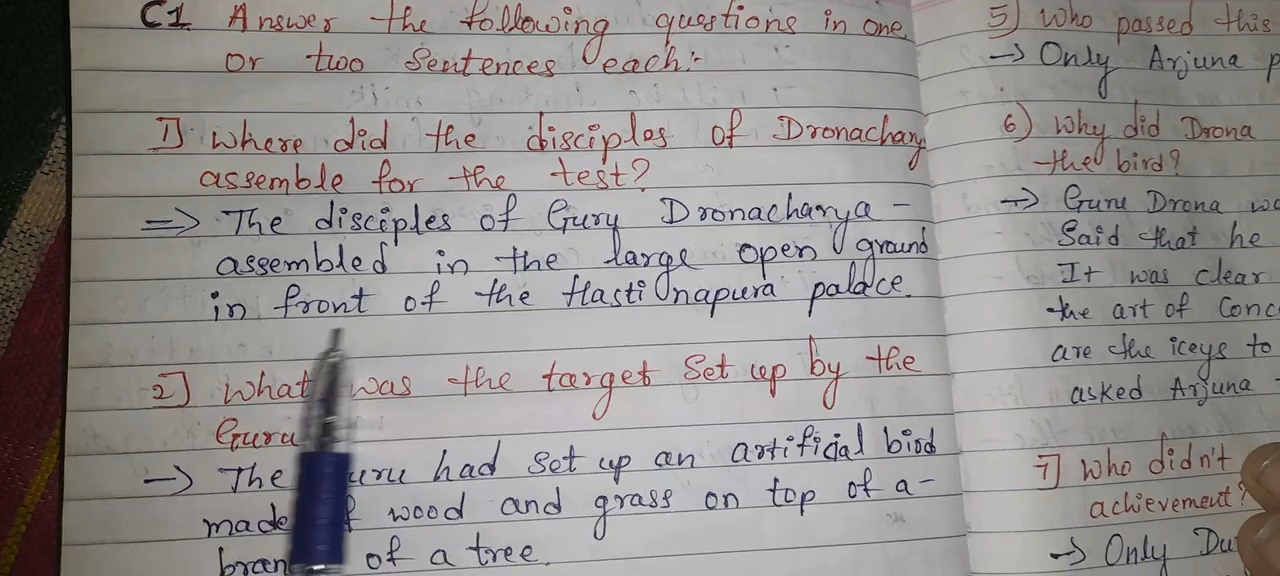 C1 Answer the following questions in one
or two Sentences each:-
1) Where did the disciples of Dronachary
assemble for the test?
=> The disciples of Guru Dronacharya -
assembled in the large open ground
in front of the Hastinapura palace.
2] What was the target Set up by the
Guru
-> The had Set up an artificial bird
made wood and grass on top of a-
of a tree.
5) Who passed this
-> Only Arjuna
6) Why did Drona
the bird?
-> Guru Drona
Said that he
It was clear
the art of
are the keys to
asked Arjuna
7] Who didn't
achievement?
-> Only